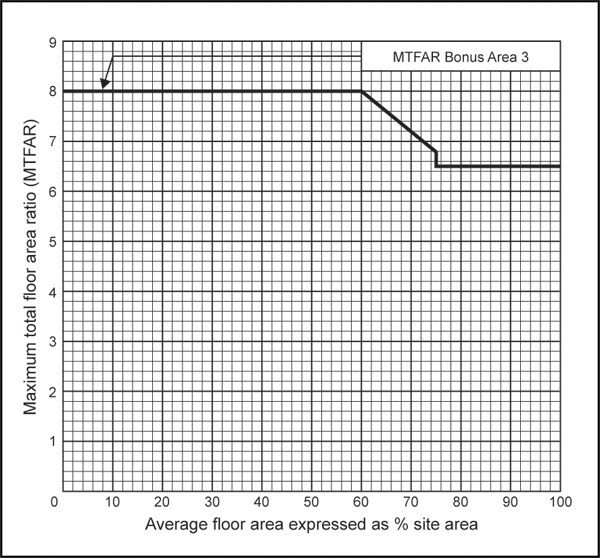 MTFAR Bonus Area 3
Maximum total floor area ratio (MTFAR)
9
8
7
6
5
4
3
2
1
0 10 20 30 40 50 60 70 80 90 100
Average floor area expressed as % site area